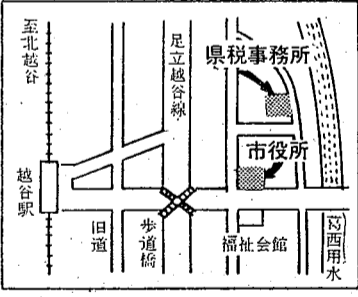 至北越谷
足立越谷線
県税事務所
市役所
越谷駅
旧道
歩道橋
福祉会館
葛西用水